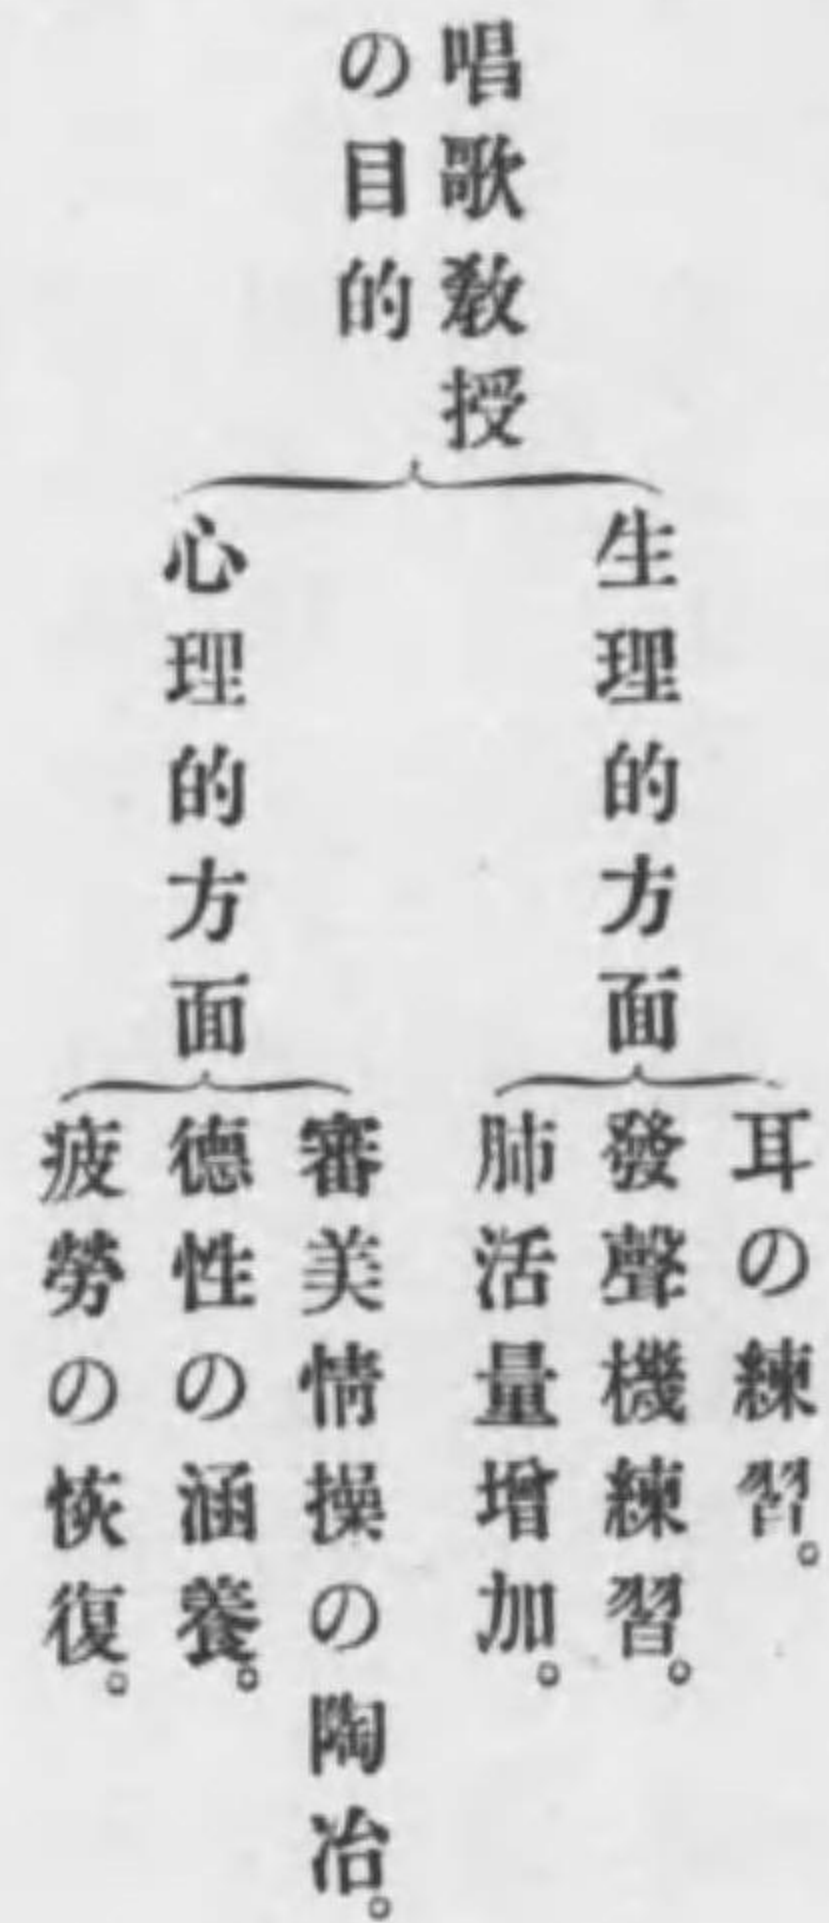 唱歌敎授
の目的
生理的方面
耳の練習。
發聲機練習。
肺活量增加。
心理的方面
審美情操の陶冶。
德性の涵養。
疲勞の恢復。